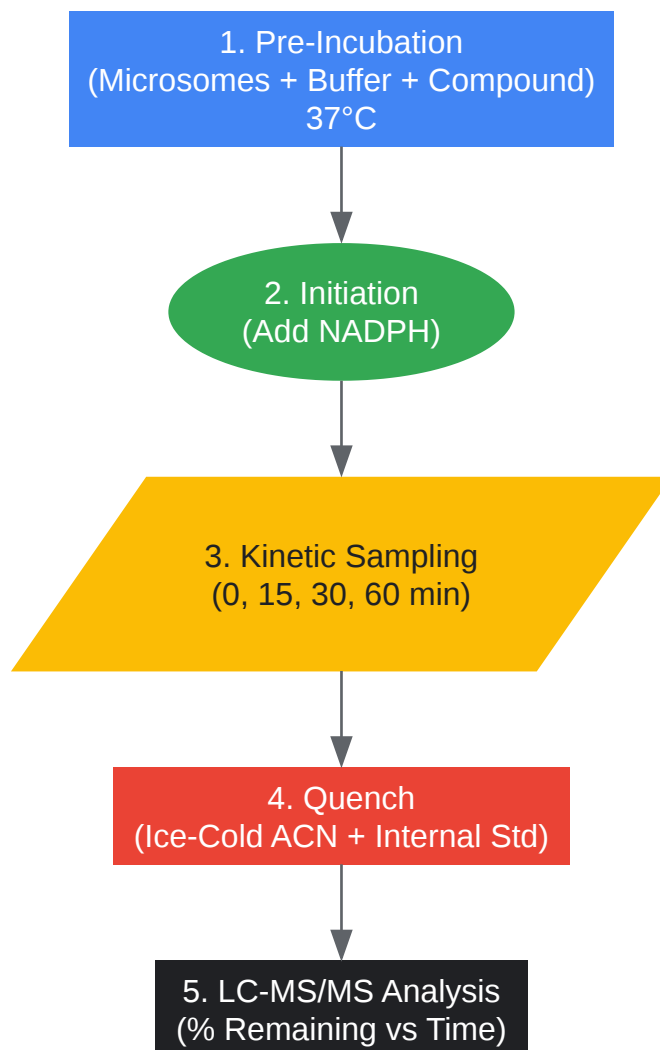 1. Pre-Incubation
(Microsomes + Buffer + Compound)
37°C
2. Initiation
(Add NADPH)
3. Kinetic Sampling
(0, 15, 30, 60 min)
4. Quench
(Ice-Cold ACN + Internal Std)
5. LC-MS/MS Analysis
(% Remaining vs Time)